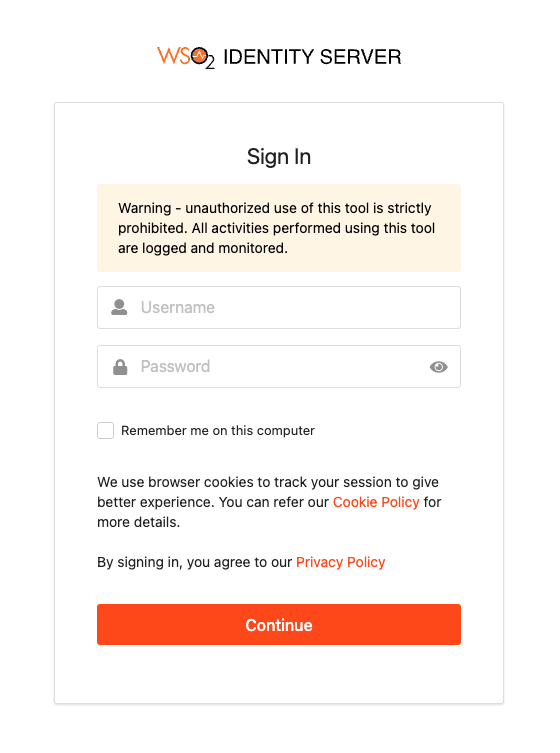 WSO2 IDENTITY SERVER
Sign In
Warning - unauthorized use of this tool is strictly
prohibited. All activities performed using this tool
are logged and monitored.
Username
Password
Remember me on this computer
We use browser cookies to track your session to give
better experience. You can refer our Cookie Policy for
more details.
By signing in, you agree to our Privacy Policy
Continue